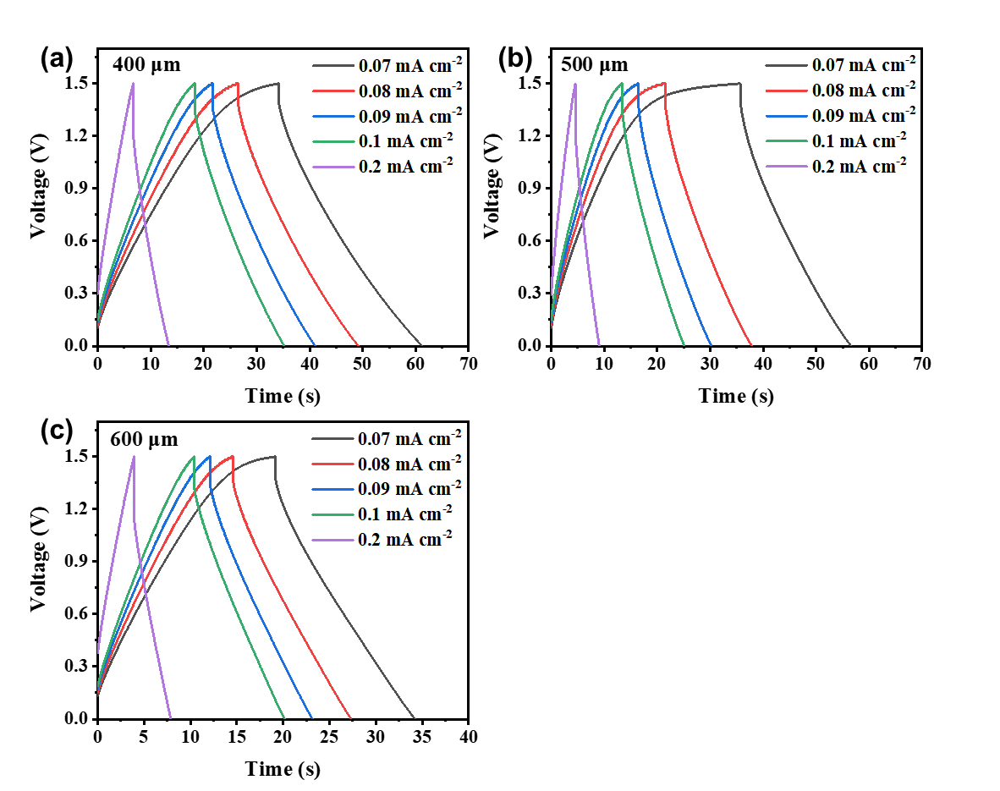 (a)
400 µm
0.07 mA cm-2
0.08 mA cm-2
0.09 mA cm-2
0.1 mA cm-2
0.2 mA cm-2
1.5
1.2
0.9
0.6
0.3
0.0
Voltage (V)
0 10 20 30 40 50 60 70
Time (s)
(b)
500 µm
0.07 mA cm-2
0.08 mA cm-2
0.09 mA cm-2
0.1 mA cm-2
0.2 mA cm-2
1.5
1.2
0.9
0.6
0.3
0.0
Voltage (V)
0 10 20 30 40 50 60 70
Time (s)
(c)
600 µm
0.07 mA cm-2
0.08 mA cm-2
0.09 mA cm-2
0.1 mA cm-2
0.2 mA cm-2
1.5
1.2
0.9
0.6
0.3
0.0
Voltage (V)
0 5 10 15 20 25 30 35 40
Time (s)